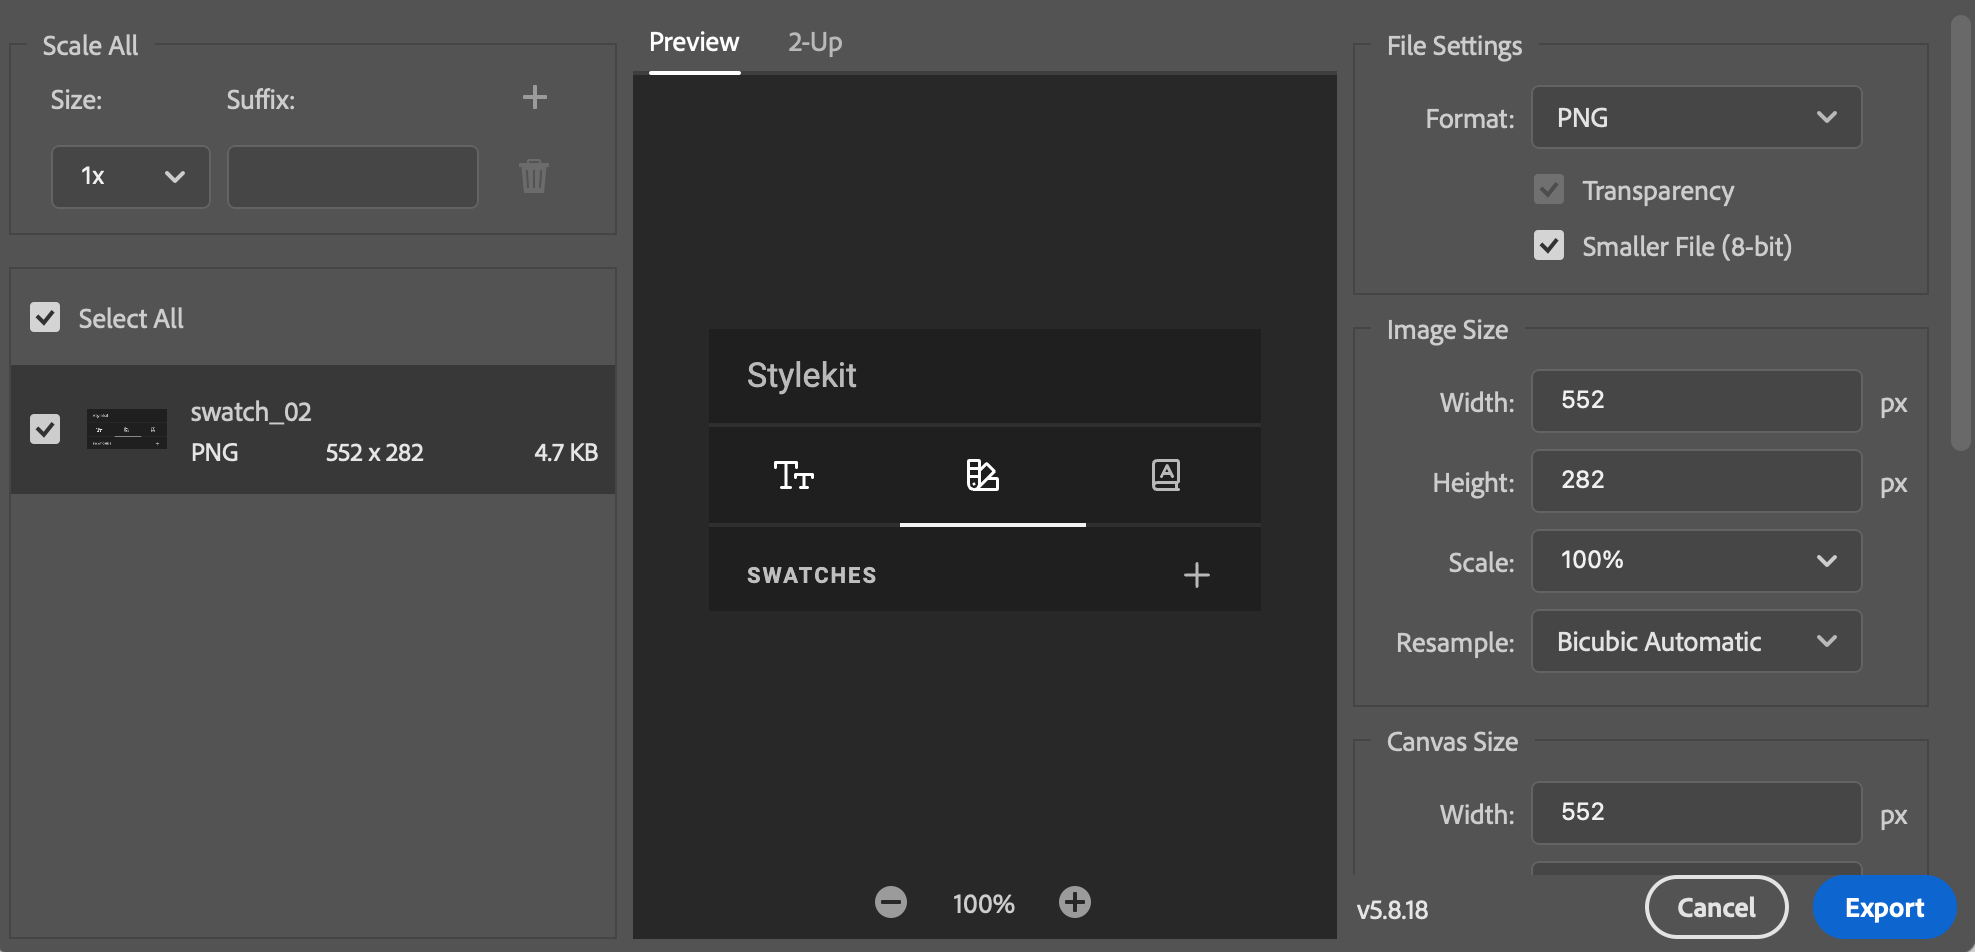 Scale All
Size:
Suffix:
1x
Select All
swatch_02
PNG 552 x 282 4.7 KB
Preview 2-Up
Stylekit
SWATCHES
100%
File Settings
Format: PNG
Transparency
Smaller File (8-bit)
Image Size
Width: 552 px
Height: 282 px
Scale: 100%
Resample: Bicubic Automatic
Canvas Size
Width: 552 px
v5.8.18
Cancel
Export